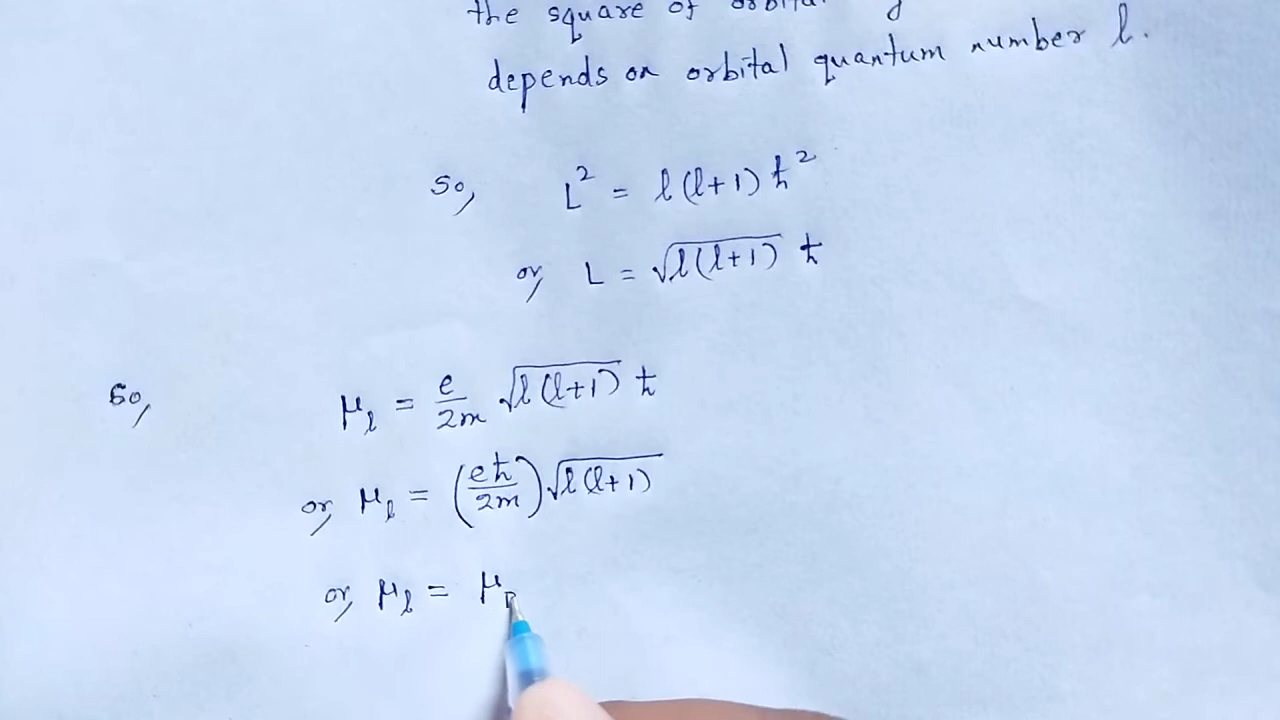 the square of
depends on orbital quantum number l.
So, L² = l(l+1) ħ²
or, L = √l(l+1) ħ
So, μₗ = e/2m √l(l+1) ħ
or, μₗ = (eħ/2m) √l(l+1)
or, μₗ = μ